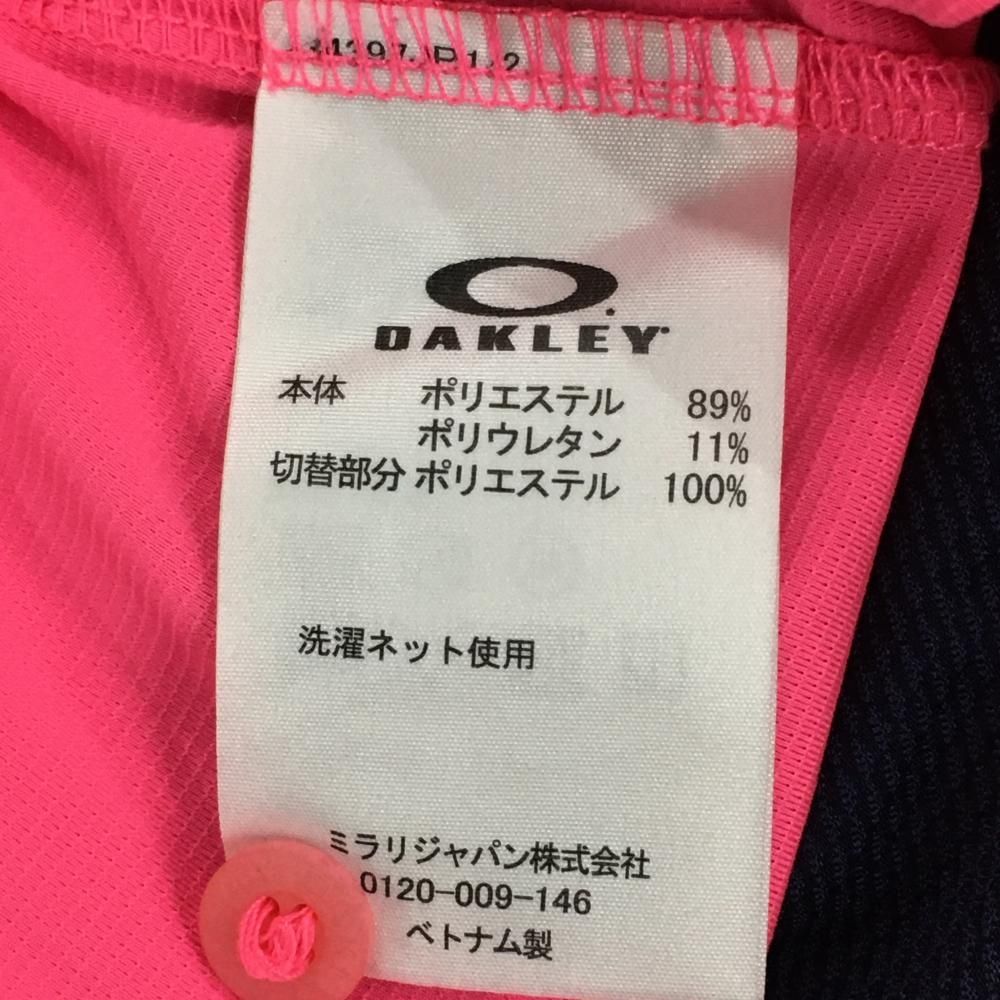 OAKLEY
本体 ポリエステル 89%
ポリウレタン 11%
切替部分 ポリエステル 100%
洗濯ネット使用
ミラリジャパン株式会社
0120-009-146
ベトナム製